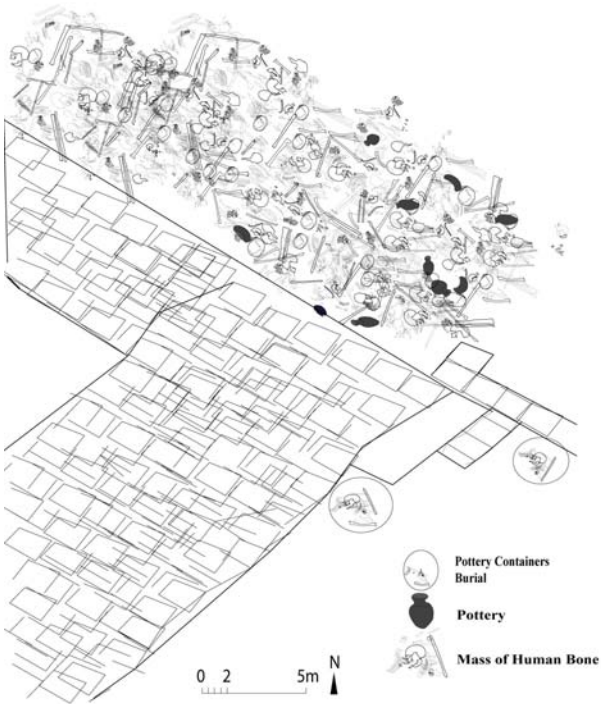 Pottery Containers
Burial
Pottery
Mass of Human Bone
0 2 5m
N